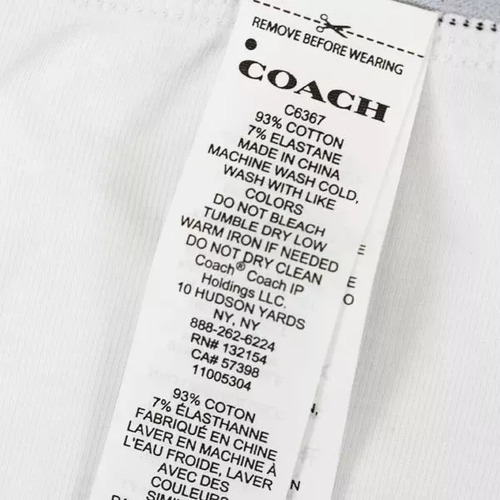 REMOVE BEFORE WEARING
COACH
C6367
93% COTTON
7% ELASTANE
MADE IN CHINA
MACHINE WASH COLD,
WASH WITH LIKE
COLORS
DO NOT BLEACH
TUMBLE DRY LOW
WARM IRON IF NEEDED
DO NOT DRY CLEAN
Coach® Coach IP
Holdings LLC.
10 HUDSON YARDS
NY, NY
888-262-6224
RN# 132154
CA# 57398
11005304
93% COTON
7% ÉLASTHANNE
FABRIQUÉ EN CHINE
LAVER EN MACHINE À
L'EAU FROIDE, LAVER
AVEC DES
COULEURS